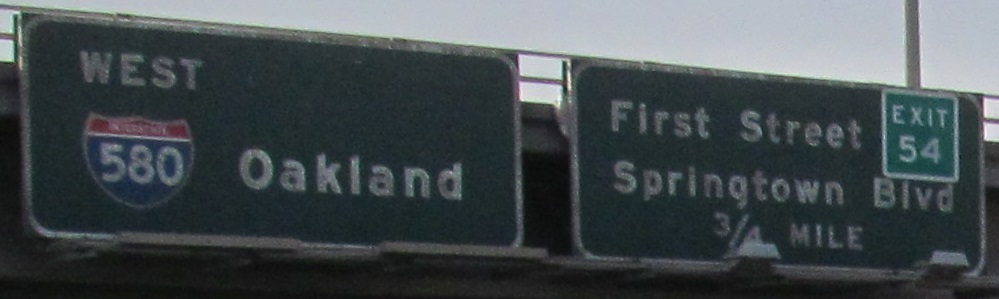 WEST
INTERSTATE
580
Oakland
First Street
EXIT
54
Springtown Blvd
3/4 MILE